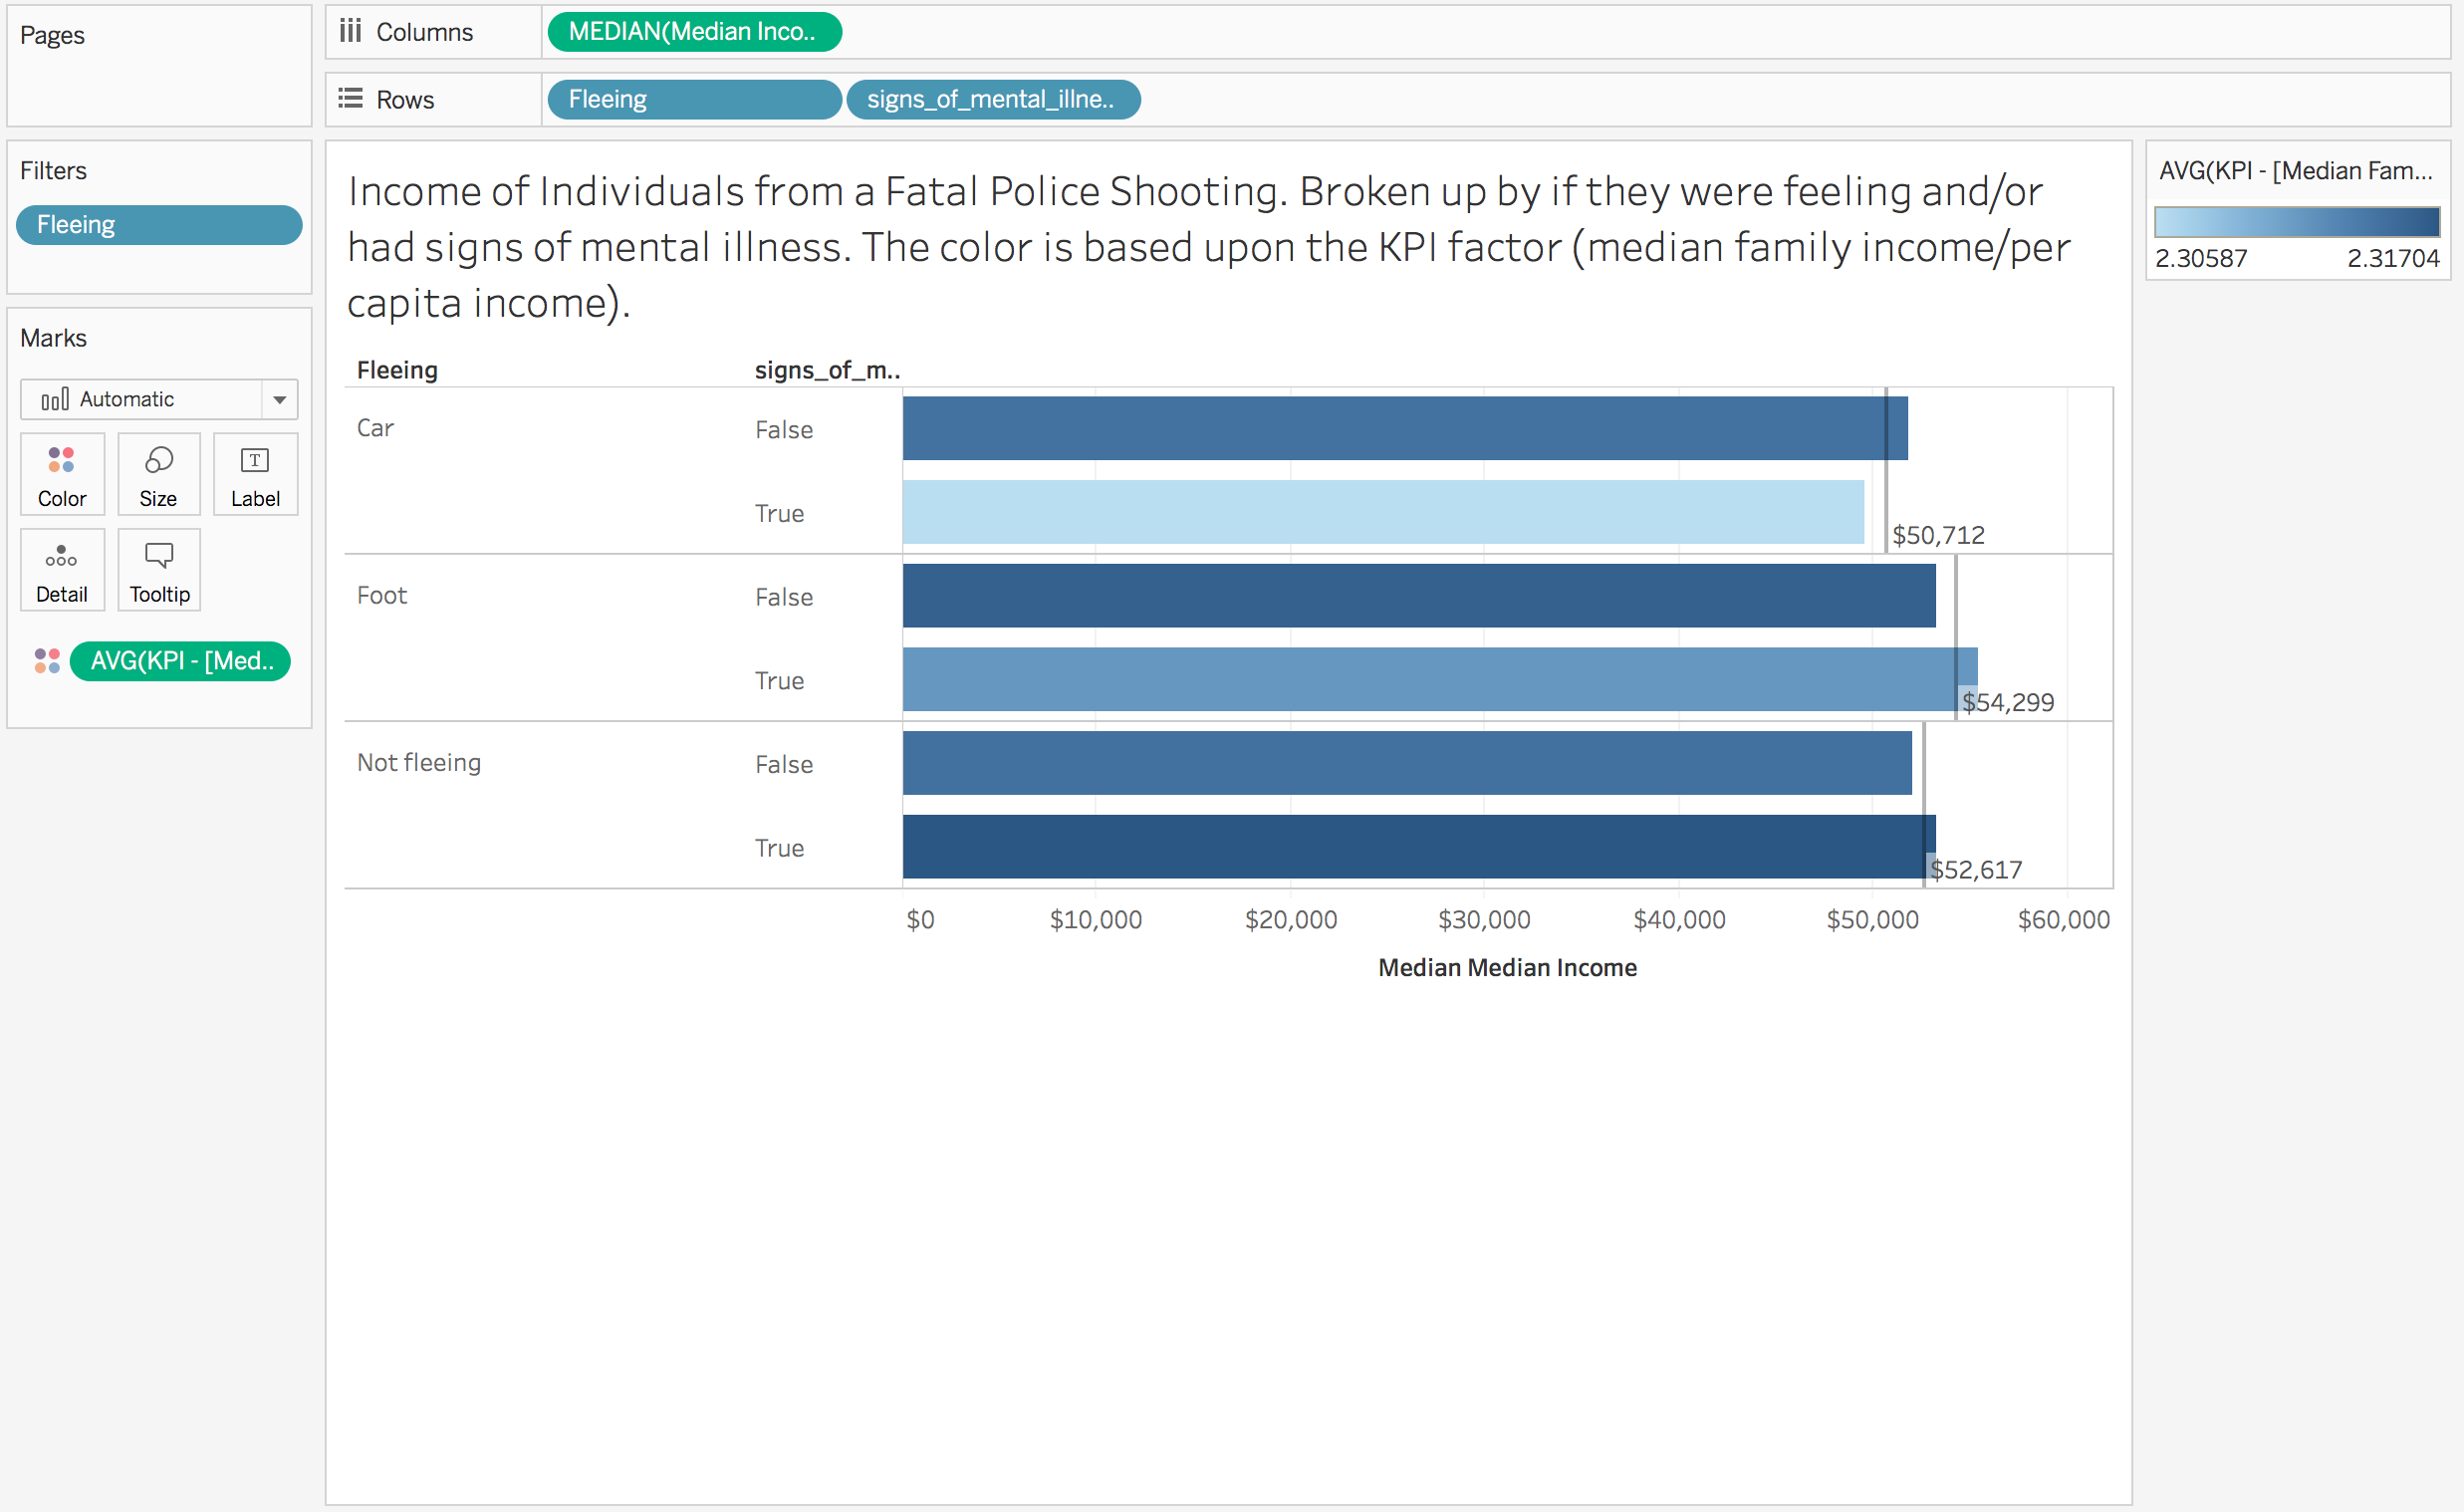 Pages
Columns
MEDIAN(Median Inco..
Rows
Fleeing
signs_of_mental_illne..
Filters
Fleeing
Marks
Automatic
Color
Size
Label
Detail
Tooltip
AVG(KPI - [Med..
Income of Individuals from a Fatal Police Shooting. Broken up by if they were feeling and/or
had signs of mental illness. The color is based upon the KPI factor (median family income/per
capita income).
Fleeing
signs_of_m..
Car
False
True
$50,712
Foot
False
True
$54,299
Not fleeing
False
True
$52,617
$0 $10,000 $20,000 $30,000 $40,000 $50,000 $60,000
Median Median Income
AVG(KPI - [Median Fam...
2.30587 2.31704